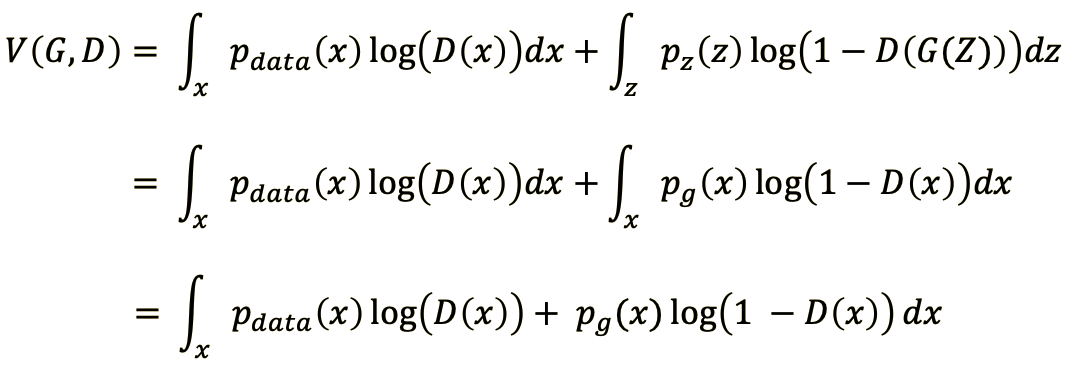 V(G, D) = ∫_x p_data(x) log(D(x))dx + ∫_z p_z(z) log(1 − D(G(Z)))dz
= ∫_x p_data(x) log(D(x))dx + ∫_x p_g(x) log(1 − D(x))dx
= ∫_x p_data(x) log(D(x)) + p_g(x) log(1 − D(x)) dx